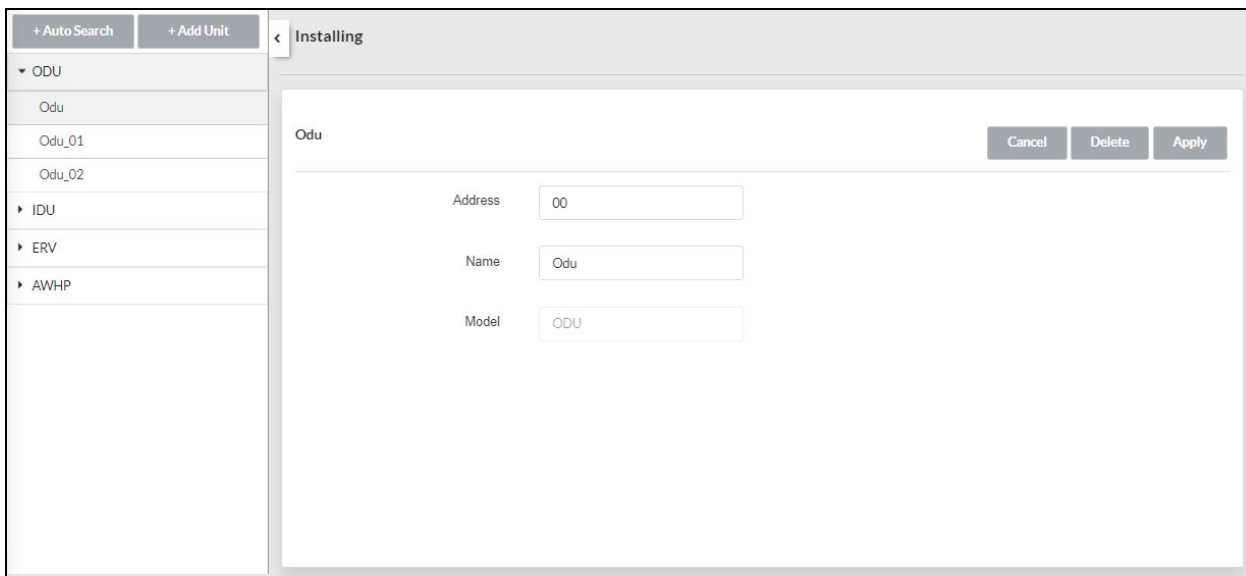 + Auto Search
+ Add Unit
ODU
Odu
Odu_01
Odu_02
IDU
ERV
AWHP
Installing
Odu
Cancel
Delete
Apply
Address
00
Name
Odu
Model
ODU